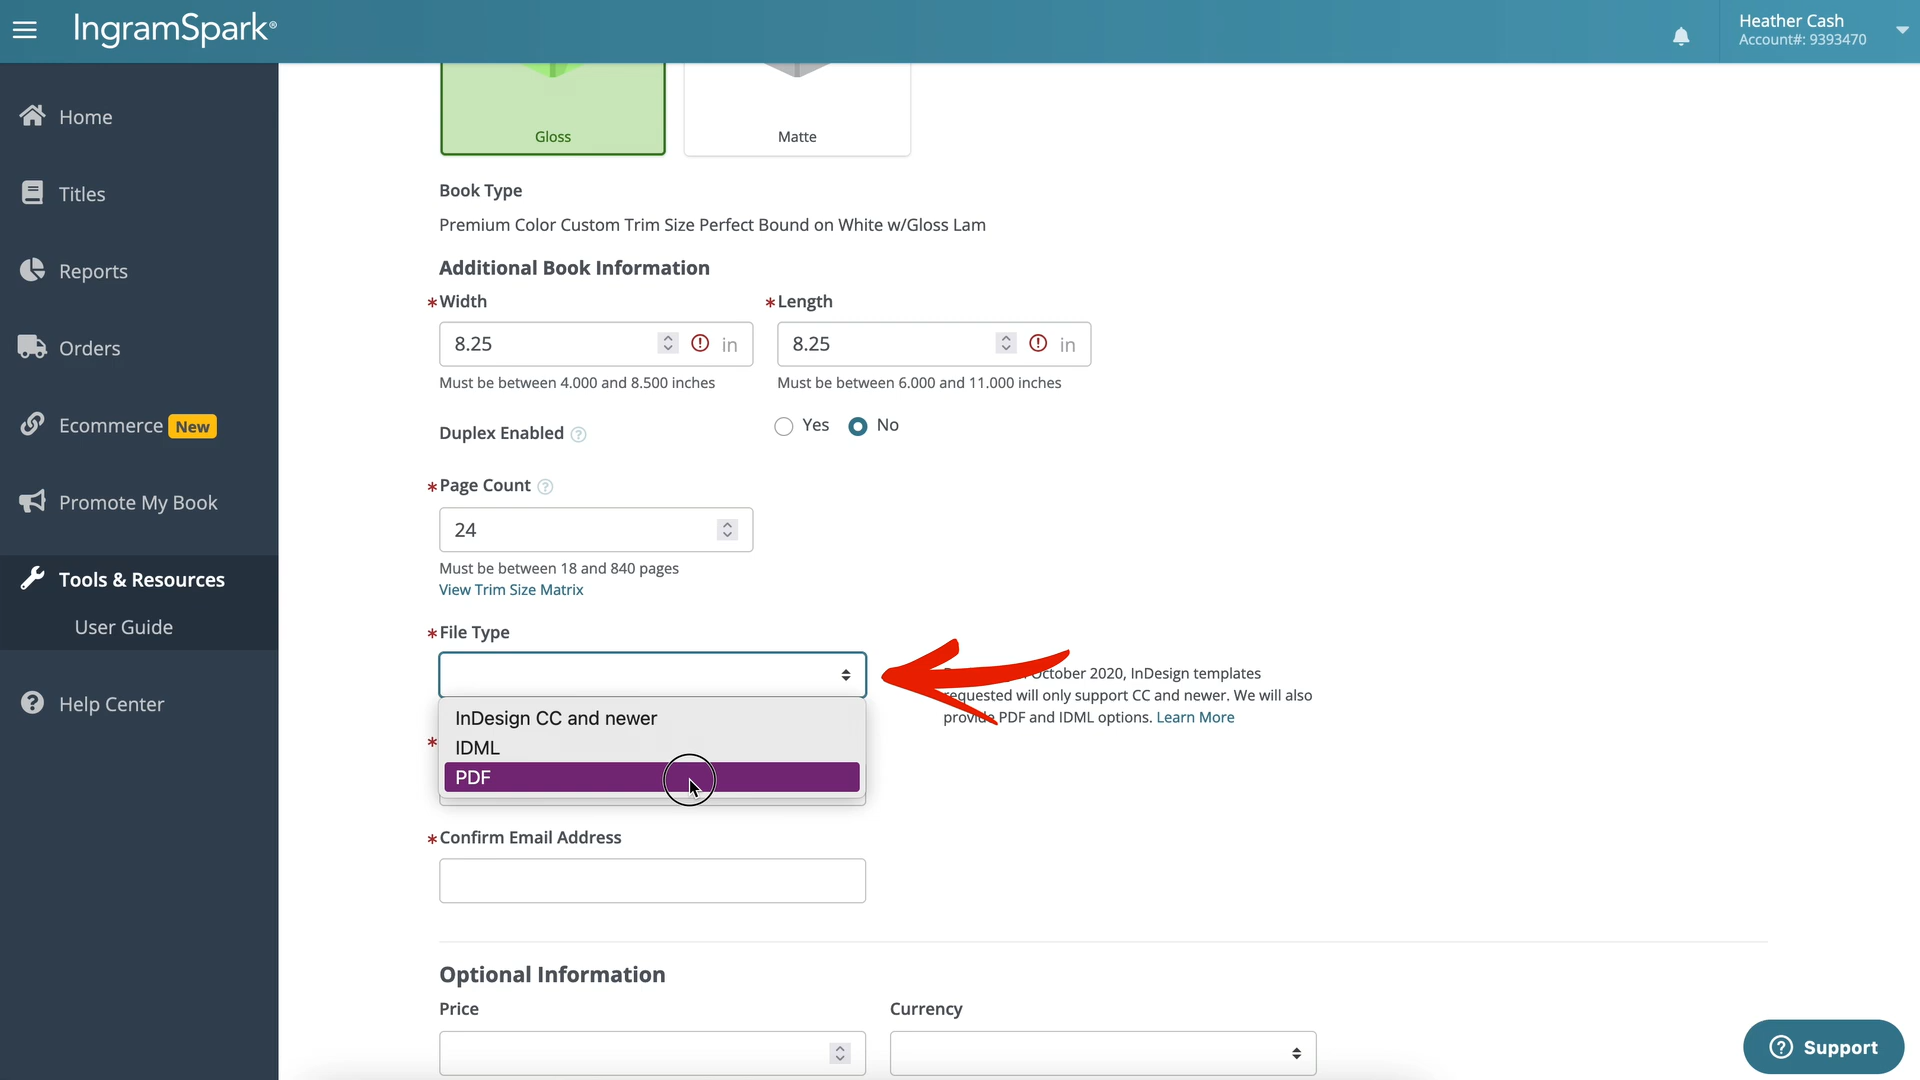 IngramSpark®
Heather Cash
Account#: 9393470
Home
Titles
Reports
Orders
Ecommerce New
Promote My Book
Tools & Resources
User Guide
Help Center
Gloss
Matte
Book Type
Premium Color Custom Trim Size Perfect Bound on White w/Gloss Lam
Additional Book Information
*Width
*Length
8.25 in
8.25 in
Must be between 4.000 and 8.500 inches
Must be between 6.000 and 11.000 inches
Duplex Enabled ?
Yes
No
*Page Count ?
24
Must be between 18 and 840 pages
View Trim Size Matrix
*File Type
October 2020, InDesign templates
requested will only support CC and newer. We will also
provide PDF and IDML options. Learn More
InDesign CC and newer
IDML
PDF
*
*Confirm Email Address
Optional Information
Price
Currency
? Support